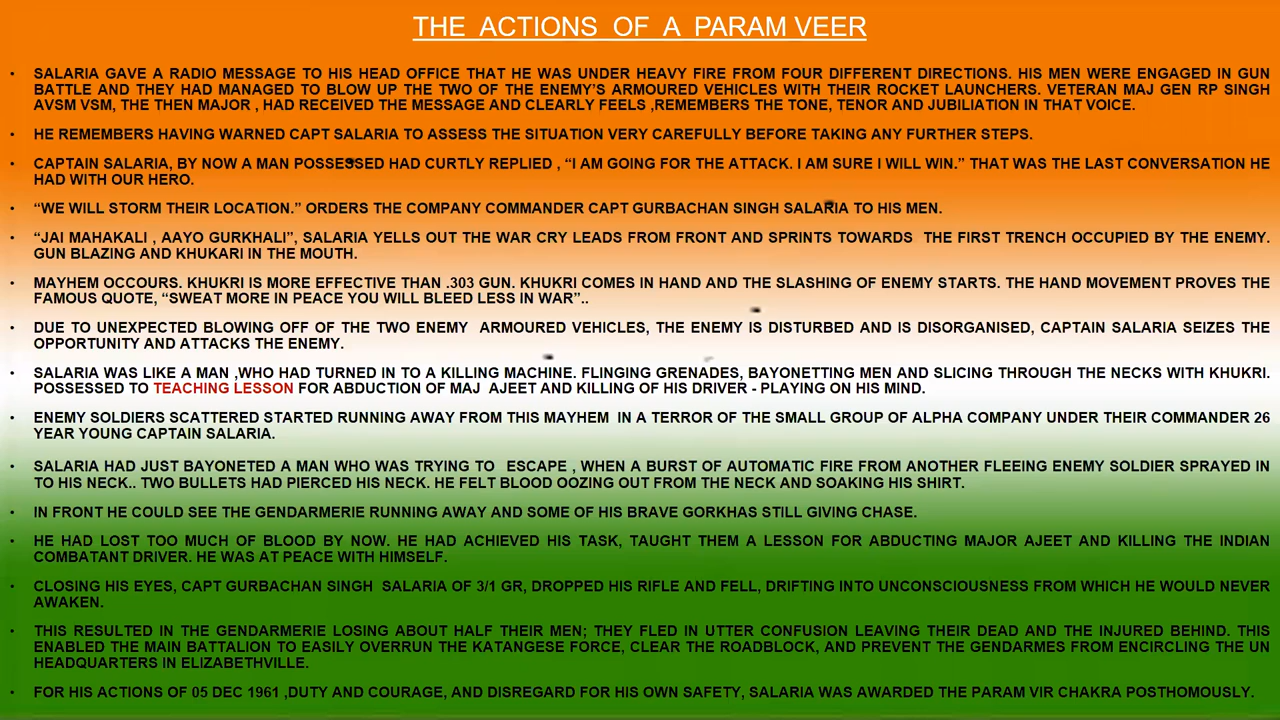 THE ACTIONS OF A PARAM VEER
• SALARIA GAVE A RADIO MESSAGE TO HIS HEAD OFFICE THAT HE WAS UNDER HEAVY FIRE FROM FOUR DIFFERENT DIRECTIONS. HIS MEN WERE ENGAGED IN GUN
BATTLE AND THEY HAD MANAGED TO BLOW UP THE TWO OF THE ENEMY'S ARMOURED VEHICLES WITH THEIR ROCKET LAUNCHERS. VETERAN MAJ GEN RP SINGH
AVSM VSM, THE THEN MAJOR , HAD RECEIVED THE MESSAGE AND CLEARLY FEELS ,REMEMBERS THE TONE, TENOR AND JUBILIATION IN THAT VOICE.
• HE REMEMBERS HAVING WARNED CAPT SALARIA TO ASSESS THE SITUATION VERY CAREFULLY BEFORE TAKING ANY FURTHER STEPS.
• CAPTAIN SALARIA, BY NOW A MAN POSSESSED HAD CURTLY REPLIED , “I AM GOING FOR THE ATTACK. I AM SURE I WILL WIN.” THAT WAS THE LAST CONVERSATION HE
HAD WITH OUR HERO.
• “WE WILL STORM THEIR LOCATION.” ORDERS THE COMPANY COMMANDER CAPT GURBACHAN SINGH SALARIA TO HIS MEN.
• “JAI MAHAKALI , AAYO GURKHALI”, SALARIA YELLS OUT THE WAR CRY LEADS FROM FRONT AND SPRINTS TOWARDS THE FIRST TRENCH OCCUPIED BY THE ENEMY.
GUN BLAZING AND KHUKARI IN THE MOUTH.
• MAYHEM OCCOURS. KHUKRI IS MORE EFFECTIVE THAN .303 GUN. KHUKRI COMES IN HAND AND THE SLASHING OF ENEMY STARTS. THE HAND MOVEMENT PROVES THE
FAMOUS QUOTE, “SWEAT MORE IN PEACE YOU WILL BLEED LESS IN WAR”..
• DUE TO UNEXPECTED BLOWING OFF OF THE TWO ENEMY ARMOURED VEHICLES, THE ENEMY IS DISTURBED AND IS DISORGANISED, CAPTAIN SALARIA SEIZES THE
OPPORTUNITY AND ATTACKS THE ENEMY.
• SALARIA WAS LIKE A MAN ,WHO HAD TURNED IN TO A KILLING MACHINE. FLINGING GRENADES, BAYONETTING MEN AND SLICING THROUGH THE NECKS WITH KHUKRI.
POSSESSED TO TEACHING LESSON FOR ABDUCTION OF MAJ AJEET AND KILLING OF HIS DRIVER - PLAYING ON HIS MIND.
• ENEMY SOLDIERS SCATTERED STARTED RUNNING AWAY FROM THIS MAYHEM IN A TERROR OF THE SMALL GROUP OF ALPHA COMPANY UNDER THEIR COMMANDER 26
YEAR YOUNG CAPTAIN SALARIA.
• SALARIA HAD JUST BAYONETED A MAN WHO WAS TRYING TO ESCAPE , WHEN A BURST OF AUTOMATIC FIRE FROM ANOTHER FLEEING ENEMY SOLDIER SPRAYED IN
TO HIS NECK.. TWO BULLETS HAD PIERCED HIS NECK. HE FELT BLOOD OOZING OUT FROM THE NECK AND SOAKING HIS SHIRT.
• IN FRONT HE COULD SEE THE GENDARMERIE RUNNING AWAY AND SOME OF HIS BRAVE GORKHAS STILL GIVING CHASE.
• HE HAD LOST TOO MUCH OF BLOOD BY NOW. HE HAD ACHIEVED HIS TASK, TAUGHT THEM A LESSON FOR ABDUCTING MAJOR AJEET AND KILLING THE INDIAN
COMBATANT DRIVER. HE WAS AT PEACE WITH HIMSELF.
• CLOSING HIS EYES, CAPT GURBACHAN SINGH SALARIA OF 3/1 GR, DROPPED HIS RIFLE AND FELL, DRIFTING INTO UNCONSCIOUSNESS FROM WHICH HE WOULD NEVER
AWAKEN.
• THIS RESULTED IN THE GENDARMERIE LOSING ABOUT HALF THEIR MEN; THEY FLED IN UTTER CONFUSION LEAVING THEIR DEAD AND THE INJURED BEHIND. THIS
ENABLED THE MAIN BATTALION TO EASILY OVERRUN THE KATANGESE FORCE, CLEAR THE ROADBLOCK, AND PREVENT THE GENDARMES FROM ENCIRCLING THE UN
HEADQUARTERS IN ELIZABETHVILLE.
• FOR HIS ACTIONS OF 05 DEC 1961 ,DUTY AND COURAGE, AND DISREGARD FOR HIS OWN SAFETY, SALARIA WAS AWARDED THE PARAM VIR CHAKRA POSTHOMOUSLY.